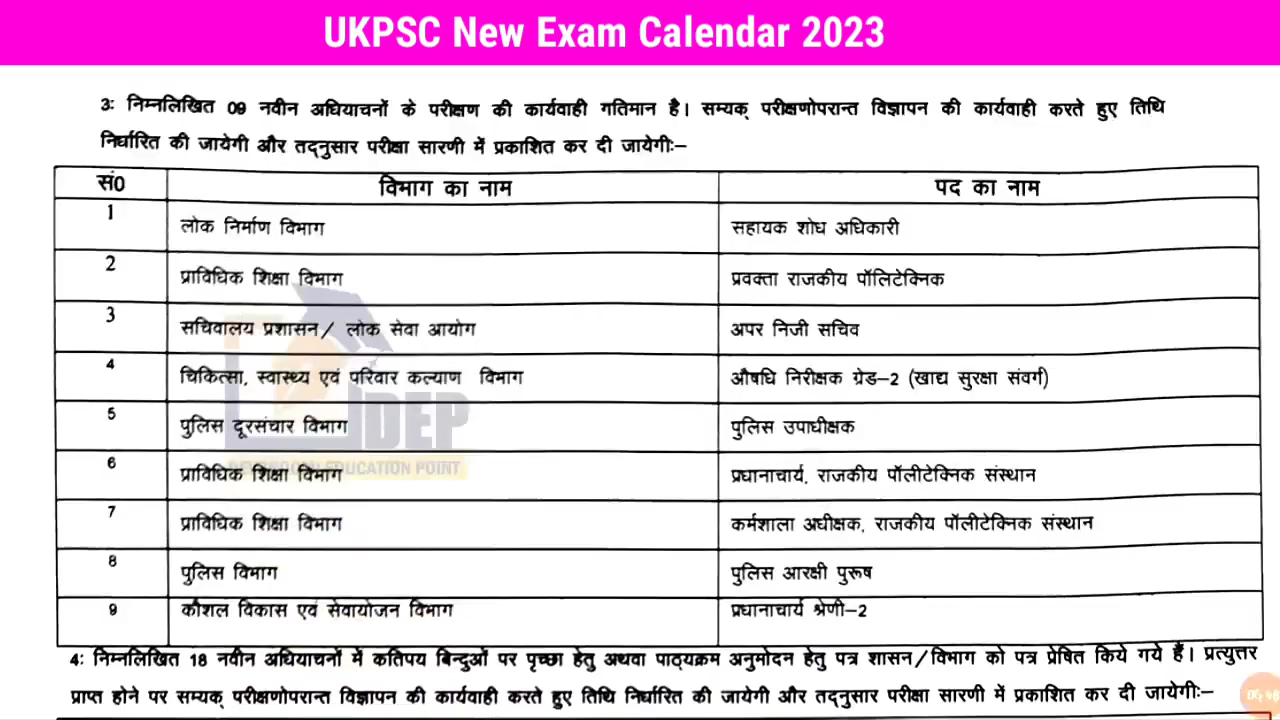 UKPSC New Exam Calendar 2023
3: निम्नलिखित 09 नवीन अधियाचनों के परीक्षण की कार्यवाही गतिमान है। सम्यक् परीक्षणोपरान्त विज्ञापन की कार्यवाही करते हुए तिथि
निर्धारित की जायेगी और तद्नुसार परीक्षा सारणी में प्रकाशित कर दी जायेगीः–
सं0 विभाग का नाम पद का नाम
1 लोक निर्माण विभाग सहायक शोध अधिकारी
2 प्राविधिक शिक्षा विभाग प्रवक्ता राजकीय पॉलिटेक्निक
3 सचिवालय प्रशासन/ लोक सेवा आयोग अपर निजी सचिव
4 चिकित्सा, स्वास्थ्य एवं परिवार कल्याण विभाग औषधि निरीक्षक ग्रेड–2 (खाद्य सुरक्षा संवर्ग)
5 पुलिस दूरसंचार विभाग पुलिस उपाधीक्षक
DEP
EDUCATION POINT
6 प्राविधिक शिक्षा विभाग प्रधानाचार्य, राजकीय पॉलीटेक्निक संस्थान
7 प्राविधिक शिक्षा विभाग कर्मशाला अधीक्षक, राजकीय पॉलीटेक्निक संस्थान
8 पुलिस विभाग पुलिस आरक्षी पुरूष
9 कौशल विकास एवं सेवायोजन विभाग प्रधानाचार्य श्रेणी–2
4: निम्नलिखित 18 नवीन अधियाचनों में कतिपय बिन्दुओं पर पृच्छा हेतु अथवा पाठ्यक्रम अनुमोदन हेतु पत्र शासन/विभाग को पत्र प्रेषित किये गये हैं। प्रत्युत्तर
प्राप्त होने पर सम्यक् परीक्षणोपरान्त विज्ञापन की कार्यवाही करते हुए तिथि निर्धारित की जायेगी और तद्नुसार परीक्षा सारणी में प्रकाशित कर दी जायेगीः–